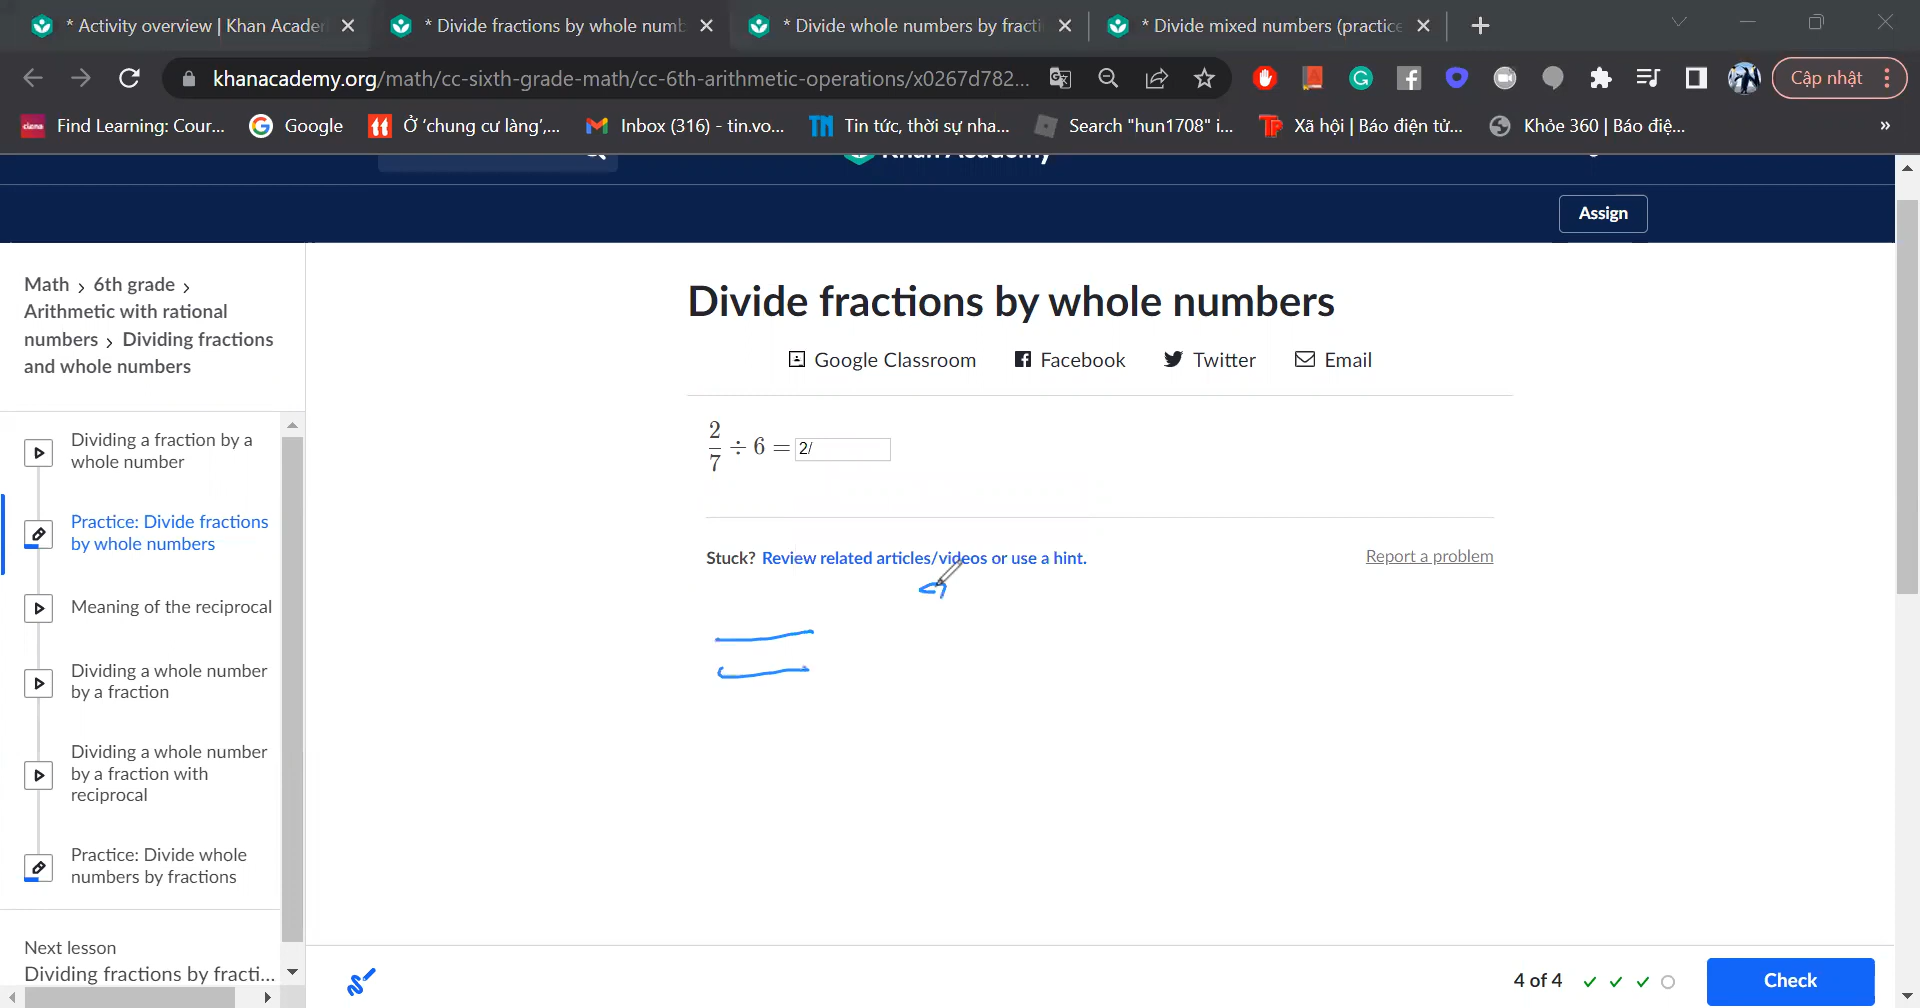 * Activity overview | Khan Acader
* Divide fractions by whole numb
* Divide whole numbers by fracti
* Divide mixed numbers (practice
khanacademy.org/math/cc-sixth-grade-math/cc-6th-arithmetic-operations/x0267d782...
Cập nhật
Find Learning: Cour...
Google
Ở 'chung cư làng',...
Inbox (316) - tin.vo...
Tin tức, thời sự nha...
Search "hun1708" i...
Xã hội | Báo điện tử...
Khỏe 360 | Báo điệ...
»
Khan Academy
Assign
Math › 6th grade ›
Arithmetic with rational
numbers › Dividing fractions
and whole numbers
Dividing a fraction by a
whole number
Practice: Divide fractions
by whole numbers
Meaning of the reciprocal
Dividing a whole number
by a fraction
Dividing a whole number
by a fraction with
reciprocal
Practice: Divide whole
numbers by fractions
Next lesson
Dividing fractions by fracti...
Divide fractions by whole numbers
Google Classroom
Facebook
Twitter
Email
2/7 ÷ 6 = 2/
Stuck? Review related articles/videos or use a hint.
Report a problem
4 of 4
Check